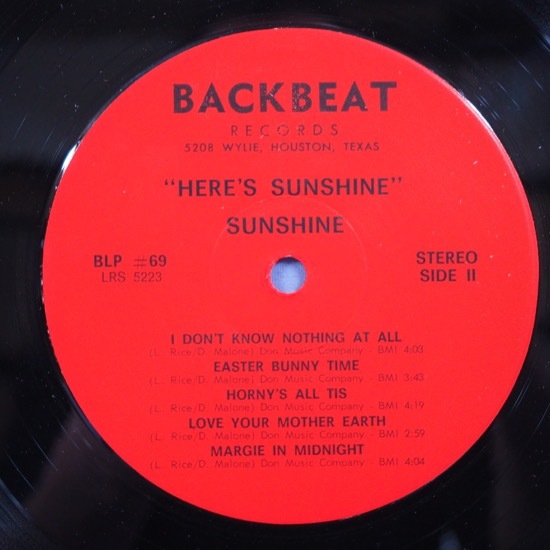 BACKBEAT
RECORDS
5208 WYLIE, HOUSTON, TEXAS
"HERE'S SUNSHINE"
SUNSHINE
BLP #69
LRS 5223
STEREO
SIDE II
I DON'T KNOW NOTHING AT ALL
(L. Rice/D. Malone) Don Music Company - BMI 4:03
EASTER BUNNY TIME
(L. Rice/D. Malone) Don Music Company - BMI 3:43
HORNY'S ALL TIS
(L. Rice/D. Malone) Don Music Company - BMI 4:19
LOVE YOUR MOTHER EARTH
(L. Rice/D. Malone) Don Music Company - BMI 2:59
MARGIE IN MIDNIGHT
(L. Rice/D. Malone) Don Music Company - BMI 4:04